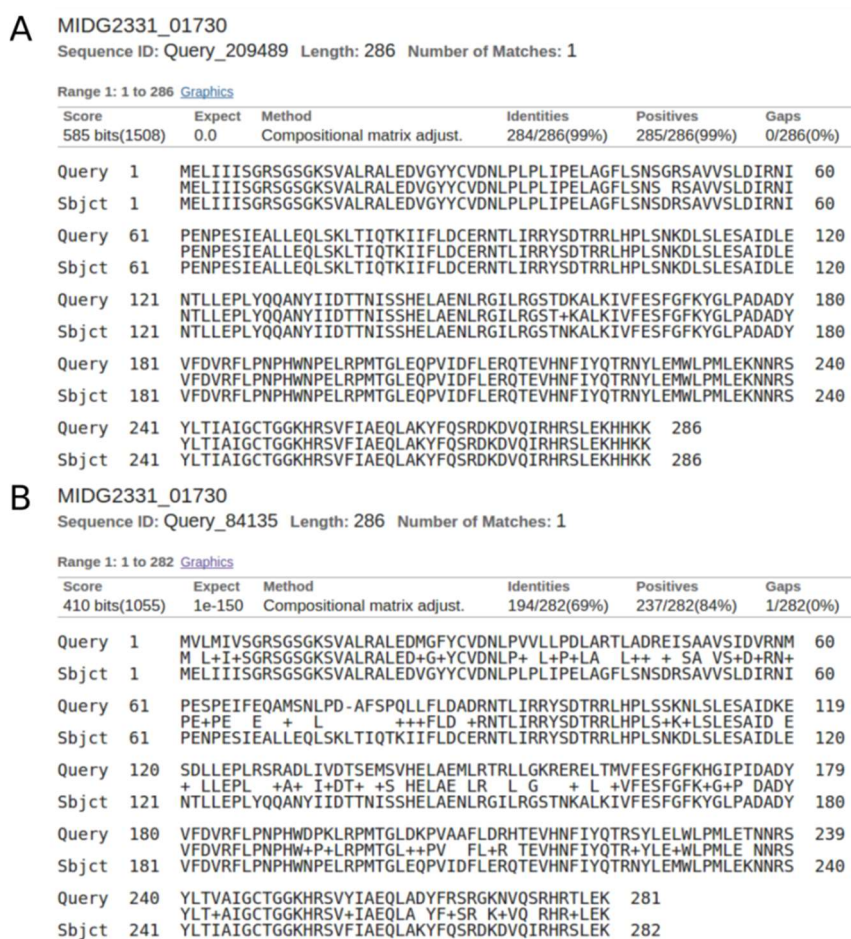 A
MIDG2331_01730
Sequence ID: Query_209489 Length: 286 Number of Matches: 1
Range 1: 1 to 286 Graphics
Score Expect Method Identities Positives Gaps
585 bits(1508) 0.0 Compositional matrix adjust. 284/286(99%) 285/286(99%) 0/286(0%)
Query 1 MELIIISGRSGSGKSVALRALEDVGYYCVDNLPLPLIPELAGFLSNSGRSAVVSLDIRNI 60
MELIIISGRSGSGKSVALRALEDVGYYCVDNLPLPLIPELAGFLSNS RSAVVSLDIRNI
Sbjct 1 MELIIISGRSGSGKSVALRALEDVGYYCVDNLPLPLIPELAGFLSNSDRSAVVSLDIRNI 60
Query 61 PENPESIEALLEQLSKLTIQTKIIFLDCERNTLIRRYSDTRRLHPLSNKDLSLESAIDLE 120
PENPESIEALLEQLSKLTIQTKIIFLDCERNTLIRRYSDTRRLHPLSNKDLSLESAIDLE
Sbjct 61 PENPESIEALLEQLSKLTIQTKIIFLDCERNTLIRRYSDTRRLHPLSNKDLSLESAIDLE 120
Query 121 NTLLEPLYQQANYIIDTTNISSHELAENLRGILRGSTDKALKIVFESFGFKYGLPADADY 180
NTLLEPLYQQANYIIDTTNISSHELAENLRGILRGST+KALKIVFESFGFKYGLPADADY
Sbjct 121 NTLLEPLYQQANYIIDTTNISSHELAENLRGILRGSTNKALKIVFESFGFKYGLPADADY 180
Query 181 VFDVRFLPNPHWNPELRPMTGLEQPVIDFLERQTEVHNFIYQTRNYLEMWLPMLEKNNRS 240
VFDVRFLPNPHWNPELRPMTGLEQPVIDFLERQTEVHNFIYQTRNYLEMWLPMLEKNNRS
Sbjct 181 VFDVRFLPNPHWNPELRPMTGLEQPVIDFLERQTEVHNFIYQTRNYLEMWLPMLEKNNRS 240
Query 241 YLTIAIGCTGGKHRSVFIAEQLAKYFQSRDKDVQIRHRSLEKHHKK 286
YLTIAIGCTGGKHRSVFIAEQLAKYFQSRDKDVQIRHRSLEKHHKK
Sbjct 241 YLTIAIGCTGGKHRSVFIAEQLAKYFQSRDKDVQIRHRSLEKHHKK 286
B
MIDG2331_01730
Sequence ID: Query_84135 Length: 286 Number of Matches: 1
Range 1: 1 to 282 Graphics
Score Expect Method Identities Positives Gaps
410 bits(1055) 1e-150 Compositional matrix adjust. 194/282(69%) 237/282(84%) 1/282(0%)
Query 1 MVLMIVSGRSGSGKSVALRALEDMGFYCVDNLPVVLLPDLARTLADREISAAVSIDVRNM 60
M L+I+SGRSGSGKSVALRALED+G+YCVDNLP+ L+P+LA L++ + SA VS+D+RN+
Sbjct 1 MELIIISGRSGSGKSVALRALEDVGYYCVDNLPLPLIPELAGFLSNSDRSAVVSLDIRNI 60
Query 61 PESPEIFEQAMSNLPD-AFSPQLLFLDADRNTLIRRYSDTRRLHPLSSKNLSLESAIDKE 119
PE+PE E + L +++FLD +RNTLIRRYSDTRRLHPLS+K+LSLESAID E
Sbjct 61 PENPESIEALLEQLSKLTIQTKIIFLDCERNTLIRRYSDTRRLHPLSNKDLSLESAIDLE 120
Query 120 SDLLEPLRSRADLIVDTSEMSVHELAEMLRTRLLGKRERELTMVFESFGFKHGIPIDADY 179
+ LLEPL +A+ I+DT+ +S HELAE LR L G + L +VFESFGFK+G+P DADY
Sbjct 121 NTLLEPLYQQANYIIDTTNISSHELAENLRGILRGSTNKALKIVFESFGFKYGLPADADY 180
Query 180 VFDVRFLPNPHWDPKLRPMTGLDKPVAAFLDRHTEVHNFIYQTRSYLELWLPMLETNNRS 239
VFDVRFLPNPHW+P+LRPMTGL++PV FL+R TEVHNFIYQTR+YLE+WLPMLE NNRS
Sbjct 181 VFDVRFLPNPHWNPELRPMTGLEQPVIDFLERQTEVHNFIYQTRNYLEMWLPMLEKNNRS 240
Query 240 YLTVAIGCTGGKHRSVYIAEQLADYFRSRGKNVQSRHRTLEK 281
YLT+AIGCTGGKHRSV+IAEQLA YF+SR K+VQ RHR+LEK
Sbjct 241 YLTIAIGCTGGKHRSVFIAEQLAKYFQSRDKDVQIRHRSLEK 282